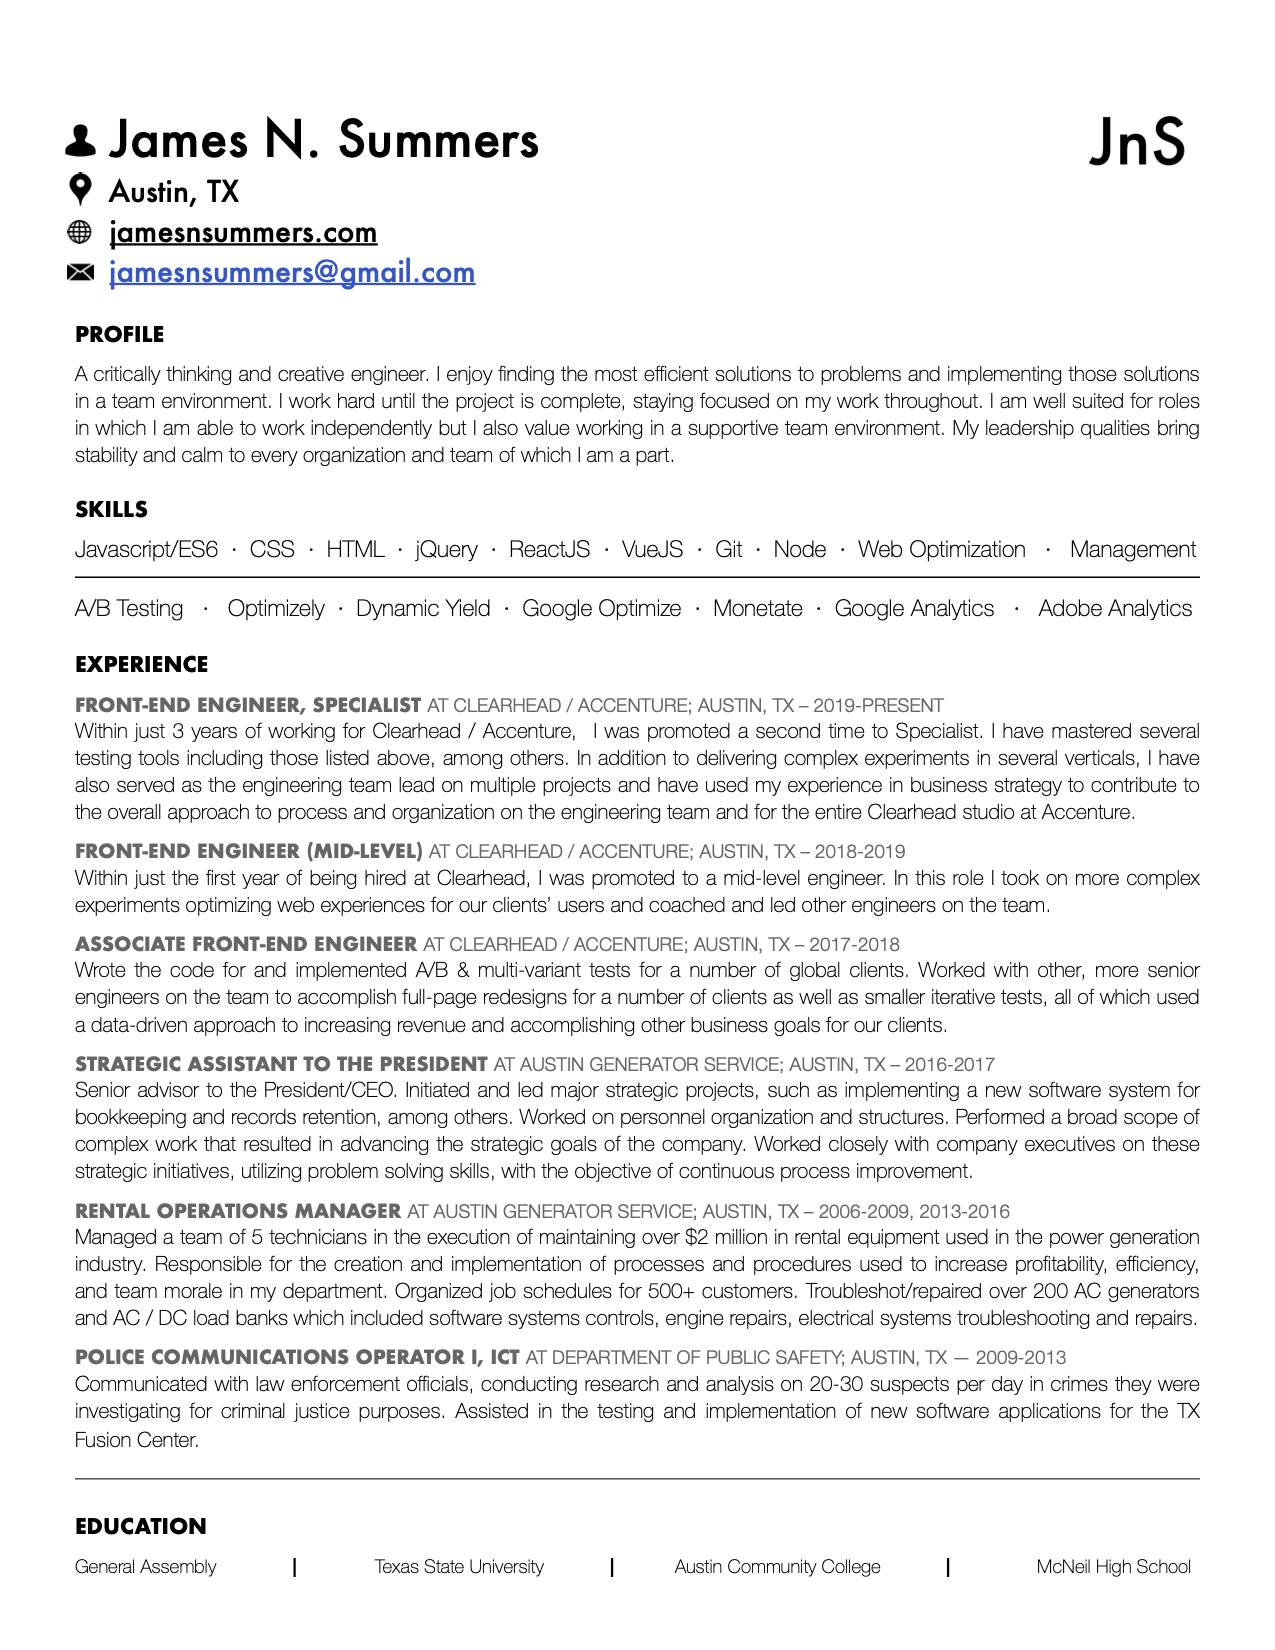 James N. Summers
JnS
Austin, TX
jamesnsummers.com
jamesnsummers@gmail.com
PROFILE
A critically thinking and creative engineer. I enjoy finding the most efficient solutions to problems and implementing those solutions
in a team environment. I work hard until the project is complete, staying focused on my work throughout. I am well suited for roles
in which I am able to work independently but I also value working in a supportive team environment. My leadership qualities bring
stability and calm to every organization and team of which I am a part.
SKILLS
Javascript/ES6 · CSS · HTML · jQuery · ReactJS · VueJS · Git · Node · Web Optimization · Management
A/B Testing · Optimizely · Dynamic Yield · Google Optimize · Monetate · Google Analytics · Adobe Analytics
EXPERIENCE
FRONT-END ENGINEER, SPECIALIST AT CLEARHEAD / ACCENTURE; AUSTIN, TX – 2019-PRESENT
Within just 3 years of working for Clearhead / Accenture, I was promoted a second time to Specialist. I have mastered several
testing tools including those listed above, among others. In addition to delivering complex experiments in several verticals, I have
also served as the engineering team lead on multiple projects and have used my experience in business strategy to contribute to
the overall approach to process and organization on the engineering team and for the entire Clearhead studio at Accenture.
FRONT-END ENGINEER (MID-LEVEL) AT CLEARHEAD / ACCENTURE; AUSTIN, TX – 2018-2019
Within just the first year of being hired at Clearhead, I was promoted to a mid-level engineer. In this role I took on more complex
experiments optimizing web experiences for our clients’ users and coached and led other engineers on the team.
ASSOCIATE FRONT-END ENGINEER AT CLEARHEAD / ACCENTURE; AUSTIN, TX – 2017-2018
Wrote the code for and implemented A/B & multi-variant tests for a number of global clients. Worked with other, more senior
engineers on the team to accomplish full-page redesigns for a number of clients as well as smaller iterative tests, all of which used
a data-driven approach to increasing revenue and accomplishing other business goals for our clients.
STRATEGIC ASSISTANT TO THE PRESIDENT AT AUSTIN GENERATOR SERVICE; AUSTIN, TX – 2016-2017
Senior advisor to the President/CEO. Initiated and led major strategic projects, such as implementing a new software system for
bookkeeping and records retention, among others. Worked on personnel organization and structures. Performed a broad scope of
complex work that resulted in advancing the strategic goals of the company. Worked closely with company executives on these
strategic initiatives, utilizing problem solving skills, with the objective of continuous process improvement.
RENTAL OPERATIONS MANAGER AT AUSTIN GENERATOR SERVICE; AUSTIN, TX – 2006-2009, 2013-2016
Managed a team of 5 technicians in the execution of maintaining over $2 million in rental equipment used in the power generation
industry. Responsible for the creation and implementation of processes and procedures used to increase profitability, efficiency,
and team morale in my department. Organized job schedules for 500+ customers. Troubleshot/repaired over 200 AC generators
and AC / DC load banks which included software systems controls, engine repairs, electrical systems troubleshooting and repairs.
POLICE COMMUNICATIONS OPERATOR I, ICT AT DEPARTMENT OF PUBLIC SAFETY; AUSTIN, TX — 2009-2013
Communicated with law enforcement officials, conducting research and analysis on 20-30 suspects per day in crimes they were
investigating for criminal justice purposes. Assisted in the testing and implementation of new software applications for the TX
Fusion Center.
EDUCATION
General Assembly | Texas State University | Austin Community College | McNeil High School